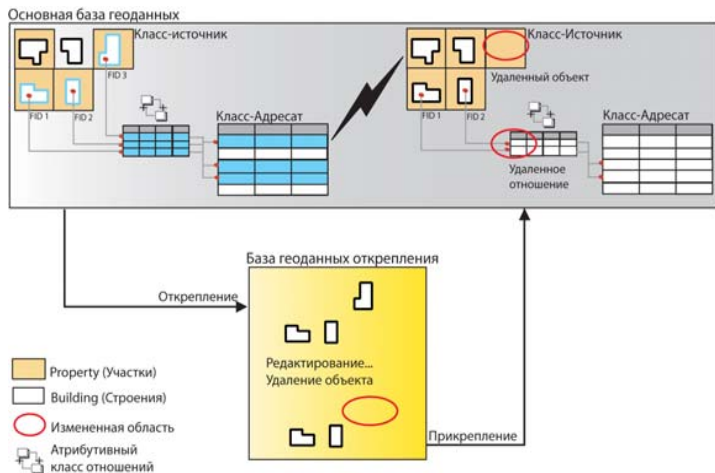 Основная база геоданных
Класс-источник
FID 3
FID 1
FID 2
Класс-Адресат
Класс-Источник
Удаленный объект
FID 1
FID 2
Класс-Адресат
Удаленное
отношение
База геоданных открепления
Открепление
Редактирование...
Удаление объекта
Прикрепление
Property (Участки)
Building (Строения)
Измененная область
Атрибутивный
класс отношений